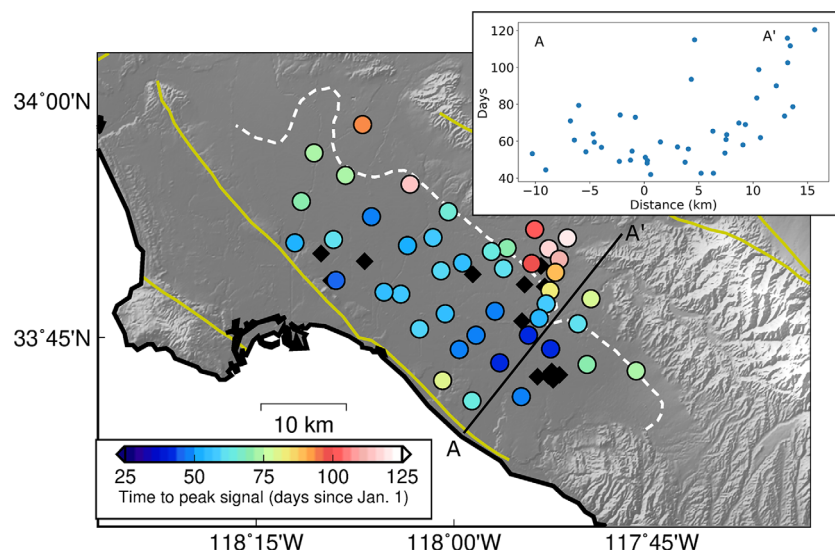 120
100
80
60
40
Days
A
A'
−10
−5
0
5
10
15
Distance (km)
34°00'N
33°45'N
A'
A
10 km
25
50
75
100
125
Time to peak signal (days since Jan. 1)
118°15'W
118°00'W
117°45'W